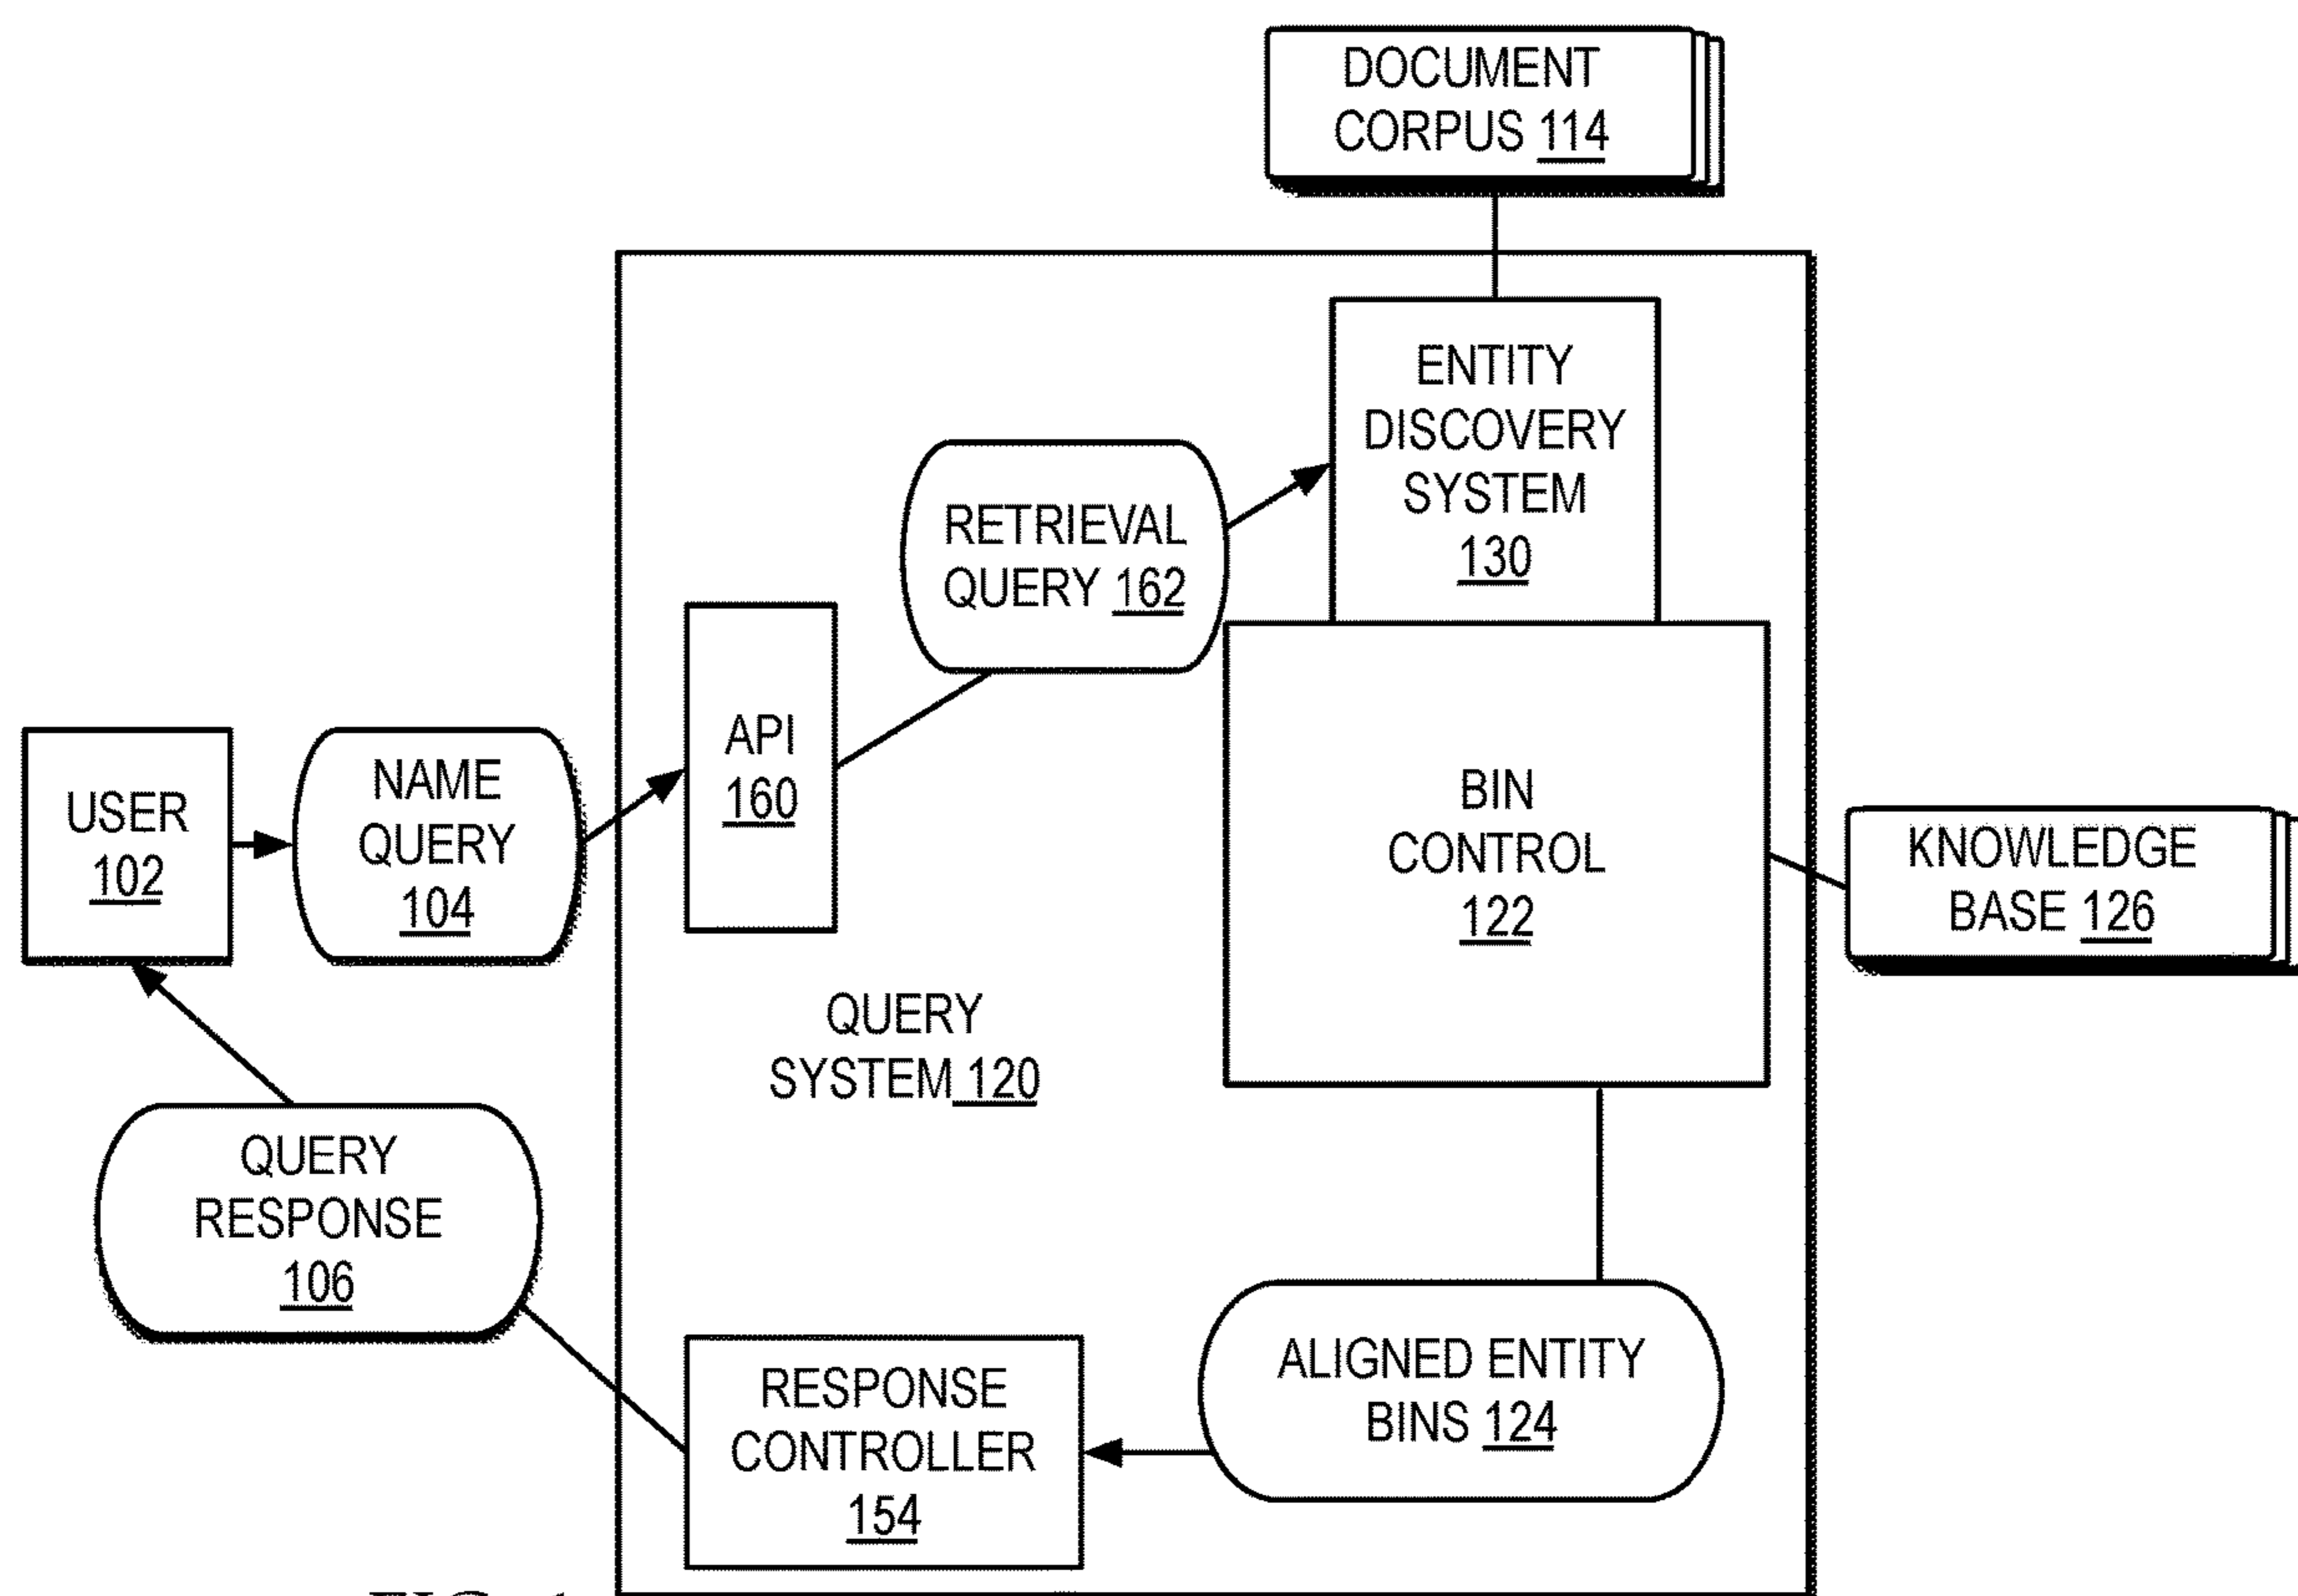 DOCUMENT
CORPUS 114
ENTITY
DISCOVERY
SYSTEM
130
RETRIEVAL
QUERY 162
API
160
USER
102
NAME
QUERY
104
BIN
CONTROL
122
KNOWLEDGE
BASE 126
QUERY
SYSTEM 120
QUERY
RESPONSE
106
ALIGNED ENTITY
BINS 124
RESPONSE
CONTROLLER
154